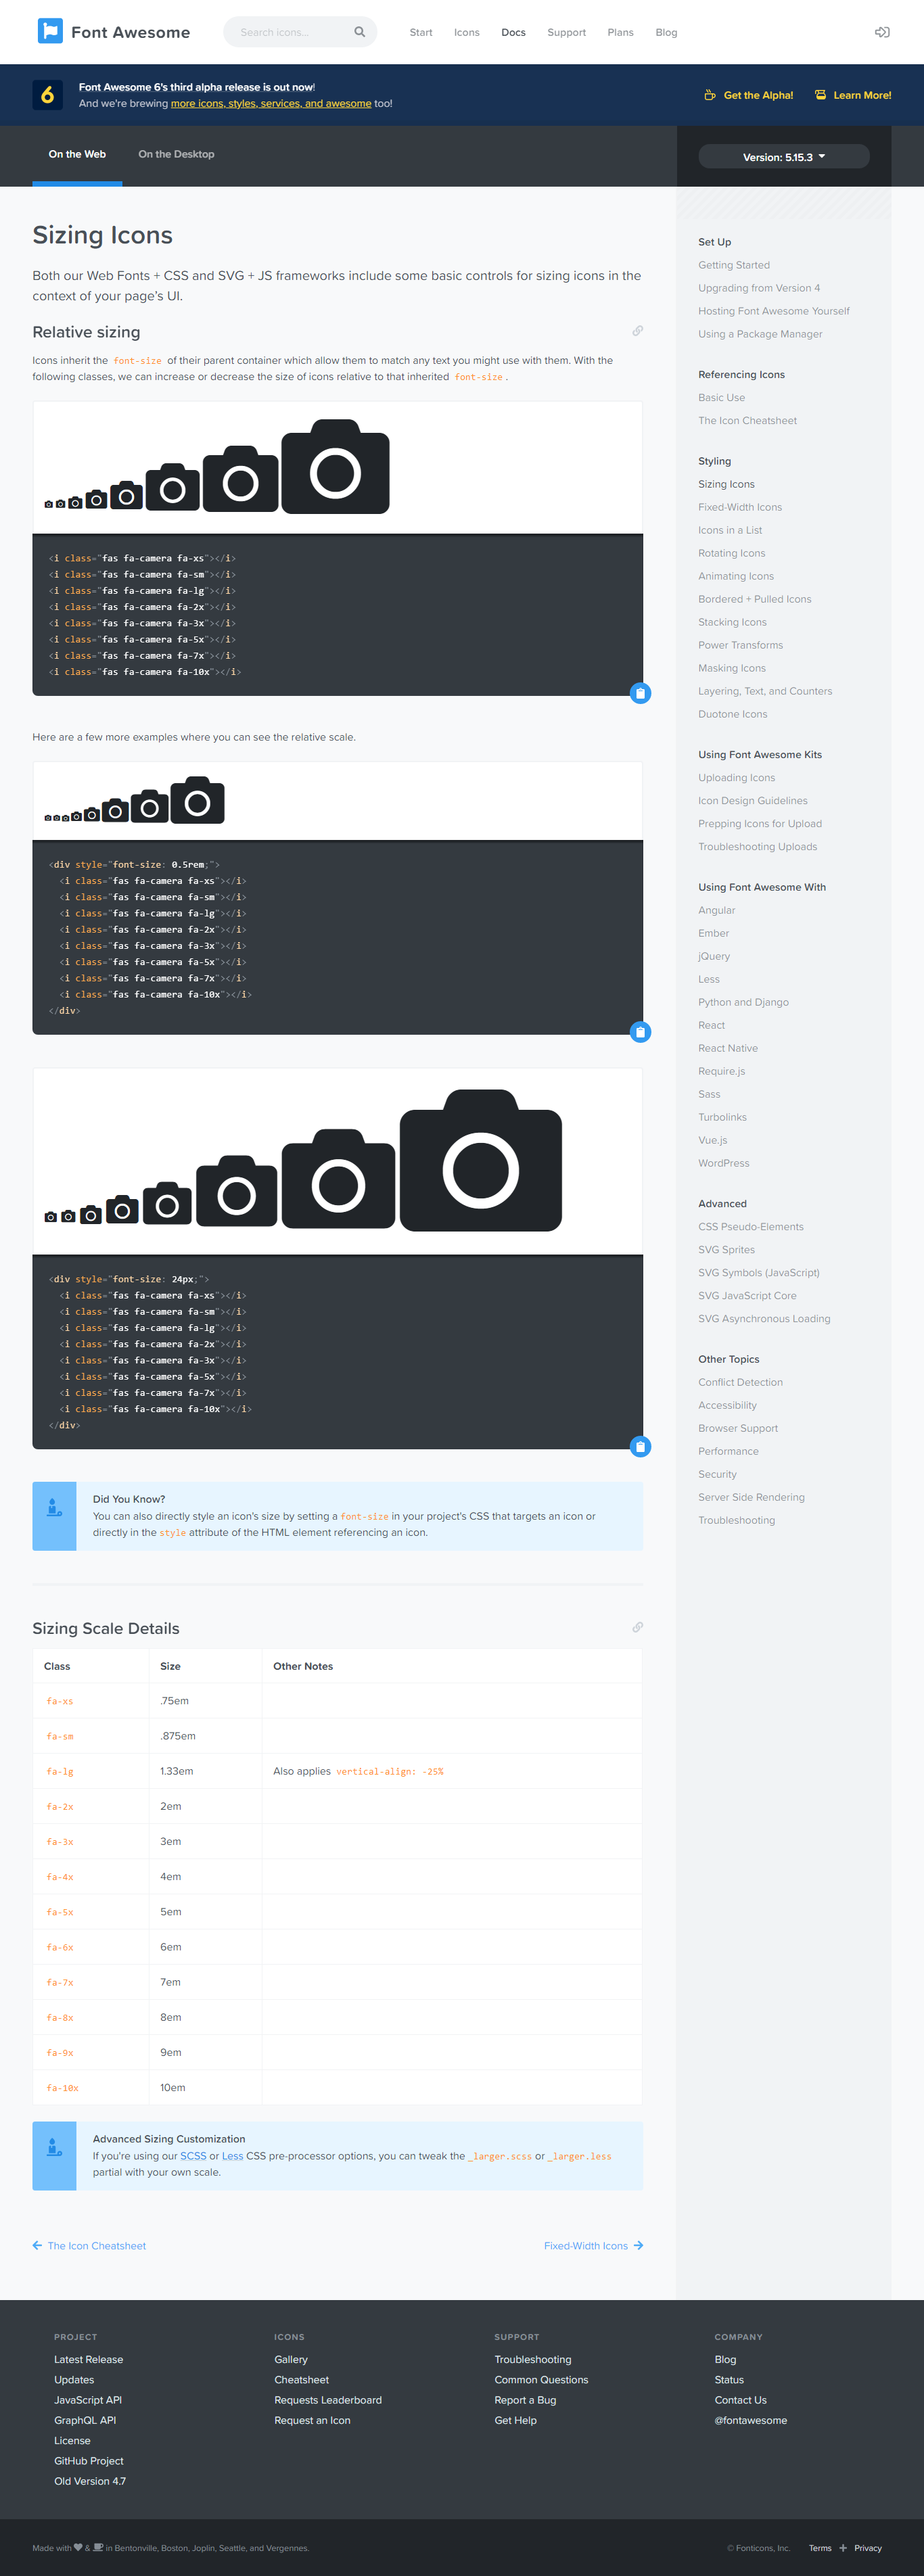 Font Awesome
Search icons...
Start Icons Docs Support Plans Blog
6
Font Awesome 6's third alpha release is out now!
And we're brewing more icons, styles, services, and awesome too!
Get the Alpha! Learn More!
On the Web On the Desktop
Version: 5.15.3
Sizing Icons
Both our Web Fonts + CSS and SVG + JS frameworks include some basic controls for sizing icons in the
context of your page's UI.
Relative sizing
Icons inherit the font-size of their parent container which allow them to match any text you might use with them. With the
following classes, we can increase or decrease the size of icons relative to that inherited font-size.
<i class="fas fa-camera fa-xs"></i>
<i class="fas fa-camera fa-sm"></i>
<i class="fas fa-camera fa-lg"></i>
<i class="fas fa-camera fa-2x"></i>
<i class="fas fa-camera fa-3x"></i>
<i class="fas fa-camera fa-5x"></i>
<i class="fas fa-camera fa-7x"></i>
<i class="fas fa-camera fa-10x"></i>
Here are a few more examples where you can see the relative scale.
<div style="font-size: 0.5rem;">
<i class="fas fa-camera fa-xs"></i>
<i class="fas fa-camera fa-sm"></i>
<i class="fas fa-camera fa-lg"></i>
<i class="fas fa-camera fa-2x"></i>
<i class="fas fa-camera fa-3x"></i>
<i class="fas fa-camera fa-5x"></i>
<i class="fas fa-camera fa-7x"></i>
<i class="fas fa-camera fa-10x"></i>
</div>
<div style="font-size: 24px;">
<i class="fas fa-camera fa-xs"></i>
<i class="fas fa-camera fa-sm"></i>
<i class="fas fa-camera fa-lg"></i>
<i class="fas fa-camera fa-2x"></i>
<i class="fas fa-camera fa-3x"></i>
<i class="fas fa-camera fa-5x"></i>
<i class="fas fa-camera fa-7x"></i>
<i class="fas fa-camera fa-10x"></i>
</div>
Did You Know?
You can also directly style an icon's size by setting a font-size in your project's CSS that targets an icon or
directly in the style attribute of the HTML element referencing an icon.
Sizing Scale Details
Class Size Other Notes
fa-xs .75em
fa-sm .875em
fa-lg 1.33em Also applies vertical-align: -25%
fa-2x 2em
fa-3x 3em
fa-4x 4em
fa-5x 5em
fa-6x 6em
fa-7x 7em
fa-8x 8em
fa-9x 9em
fa-10x 10em
Advanced Sizing Customization
If you're using our SCSS or Less CSS pre-processor options, you can tweak the _larger.scss or _larger.less
partial with your own scale.
The Icon Cheatsheet Fixed-Width Icons
Set Up
Getting Started
Upgrading from Version 4
Hosting Font Awesome Yourself
Using a Package Manager
Referencing Icons
Basic Use
The Icon Cheatsheet
Styling
Sizing Icons
Fixed-Width Icons
Icons in a List
Rotating Icons
Animating Icons
Bordered + Pulled Icons
Stacking Icons
Power Transforms
Masking Icons
Layering, Text, and Counters
Duotone Icons
Using Font Awesome Kits
Uploading Icons
Icon Design Guidelines
Prepping Icons for Upload
Troubleshooting Uploads
Using Font Awesome With
Angular
Ember
jQuery
Less
Python and Django
React
React Native
Require.js
Sass
Turbolinks
Vue.js
WordPress
Advanced
CSS Pseudo-Elements
SVG Sprites
SVG Symbols (JavaScript)
SVG JavaScript Core
SVG Asynchronous Loading
Other Topics
Conflict Detection
Accessibility
Browser Support
Performance
Security
Server Side Rendering
Troubleshooting
PROJECT
Latest Release
Updates
JavaScript API
GraphQL API
License
GitHub Project
Old Version 4.7
ICONS
Gallery
Cheatsheet
Requests Leaderboard
Request an Icon
SUPPORT
Troubleshooting
Common Questions
Report a Bug
Get Help
COMPANY
Blog
Status
Contact Us
@fontawesome
Made with & in Bentonville, Boston, Joplin, Seattle, and Vergennes.
© Fonticons, Inc. Terms Privacy